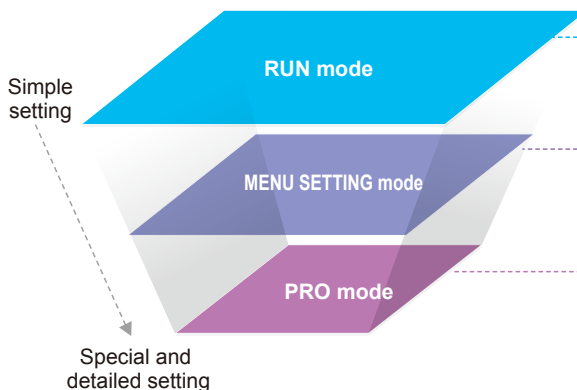 RUN mode
Simple
setting
MENU SETTING mode
PRO mode
Special and
detailed setting